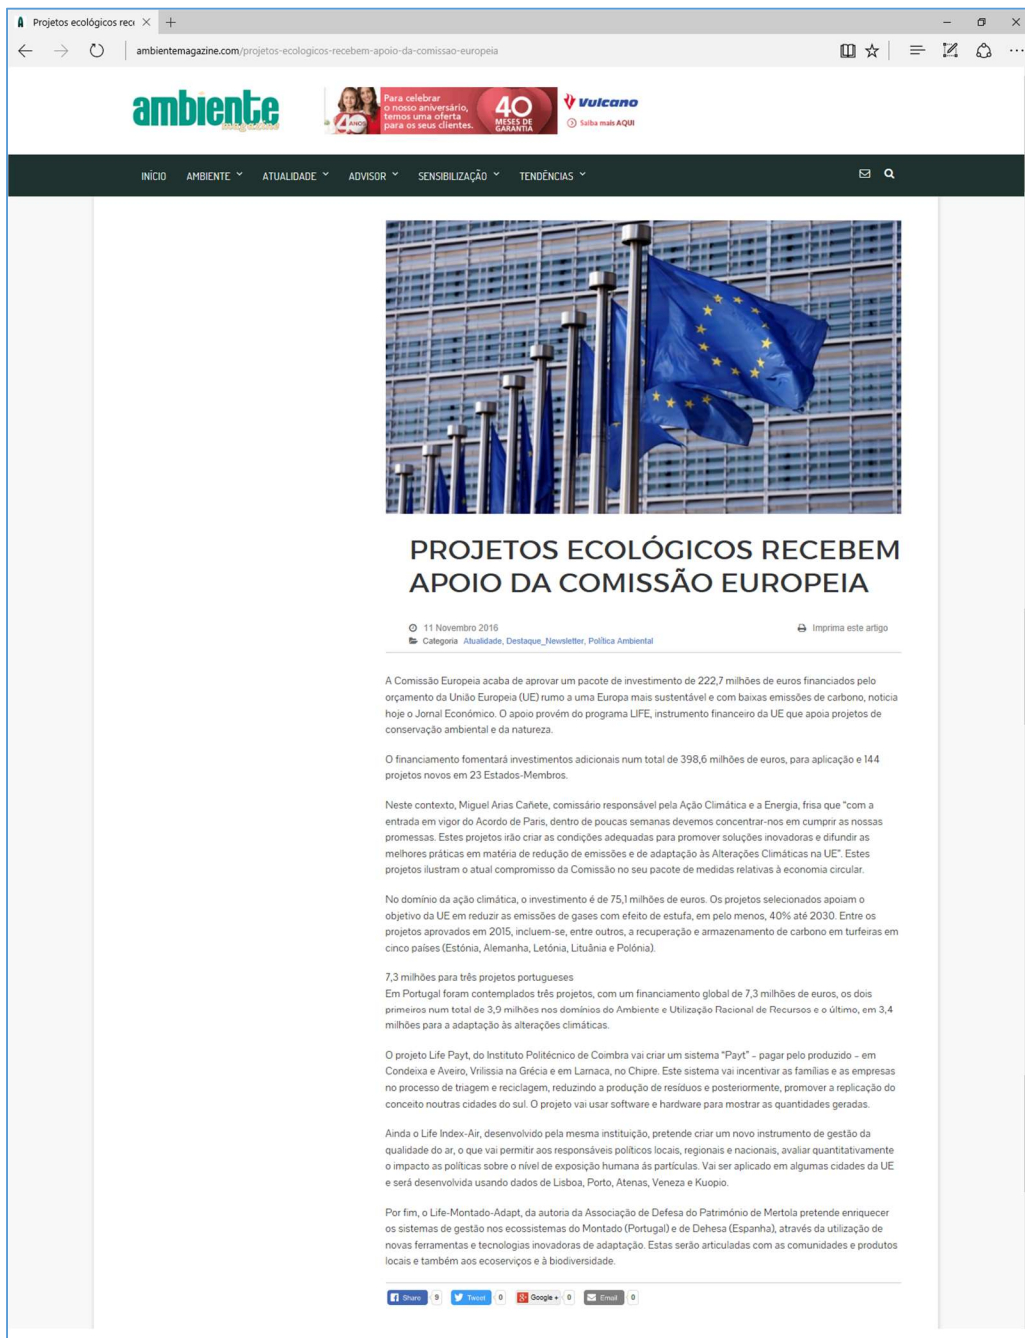 Projetos ecológicos rece
ambientemagazine.com/projetos-ecologicos-recebem-apoio-da-comissao-europeia
ambiente
magazine
40 ANOS
Para celebrar
o nosso aniversário,
temos uma oferta
para os seus clientes.
40
MESES DE
GARANTIA
Vulcano
Saiba mais AQUI
INÍCIO AMBIENTE ATUALIDADE ADVISOR SENSIBILIZAÇÃO TENDÊNCIAS
PROJETOS ECOLÓGICOS RECEBEM
APOIO DA COMISSÃO EUROPEIA
11 Novembro 2016 Imprima este artigo
Categoria Atualidade, Destaque_Newsletter, Política Ambiental
A Comissão Europeia acaba de aprovar um pacote de investimento de 222,7 milhões de euros financiados pelo
orçamento da União Europeia (UE) rumo a uma Europa mais sustentável e com baixas emissões de carbono, noticia
hoje o Jornal Económico. O apoio provém do programa LIFE, instrumento financeiro da UE que apoia projetos de
conservação ambiental e da natureza.
O financiamento fomentará investimentos adicionais num total de 398,6 milhões de euros, para aplicação e 144
projetos novos em 23 Estados-Membros.
Neste contexto, Miguel Arias Cañete, comissário responsável pela Ação Climática e a Energia, frisa que “com a
entrada em vigor do Acordo de Paris, dentro de poucas semanas devemos concentrar-nos em cumprir as nossas
promessas. Estes projetos irão criar as condições adequadas para promover soluções inovadoras e difundir as
melhores práticas em matéria de redução de emissões e de adaptação às Alterações Climáticas na UE”. Estes
projetos ilustram o atual compromisso da Comissão no seu pacote de medidas relativas à economia circular.
No domínio da ação climática, o investimento é de 75,1 milhões de euros. Os projetos selecionados apoiam o
objetivo da UE em reduzir as emissões de gases com efeito de estufa, em pelo menos, 40% até 2030. Entre os
projetos aprovados em 2015, incluem-se, entre outros, a recuperação e armazenamento de carbono em turfeiras em
cinco países (Estónia, Alemanha, Letónia, Lituânia e Polónia).
7,3 milhões para três projetos portugueses
Em Portugal foram contemplados três projetos, com um financiamento global de 7,3 milhões de euros, os dois
primeiros num total de 3,9 milhões nos domínios do Ambiente e Utilização Racional de Recursos e o último, em 3,4
milhões para a adaptação às alterações climáticas.
O projeto Life Payt, do Instituto Politécnico de Coimbra vai criar um sistema “Payt” – pagar pelo produzido – em
Condeixa e Aveiro, Vrilissia na Grécia e em Larnaca, no Chipre. Este sistema vai incentivar as famílias e as empresas
no processo de triagem e reciclagem, reduzindo a produção de resíduos e posteriormente, promover a replicação do
conceito noutras cidades do sul. O projeto vai usar software e hardware para mostrar as quantidades geradas.
Ainda o Life Index-Air, desenvolvido pela mesma instituição, pretende criar um novo instrumento de gestão da
qualidade do ar, o que vai permitir aos responsáveis políticos locais, regionais e nacionais, avaliar quantitativamente
o impacto as políticas sobre o nível de exposição humana ás partículas. Vai ser aplicado em algumas cidades da UE
e será desenvolvida usando dados de Lisboa, Porto, Atenas, Veneza e Kuopio.
Por fim, o Life-Montado-Adapt, da autoria da Associação de Defesa do Património de Mertola pretende enriquecer
os sistemas de gestão nos ecossistemas do Montado (Portugal) e de Dehesa (Espanha), através da utilização de
novas ferramentas e tecnologias inovadoras de adaptação. Estas serão articuladas com as comunidades e produtos
locais e também aos ecoserviços e à biodiversidade.
Share 9 Tweet 0 Google + 0 Email 0